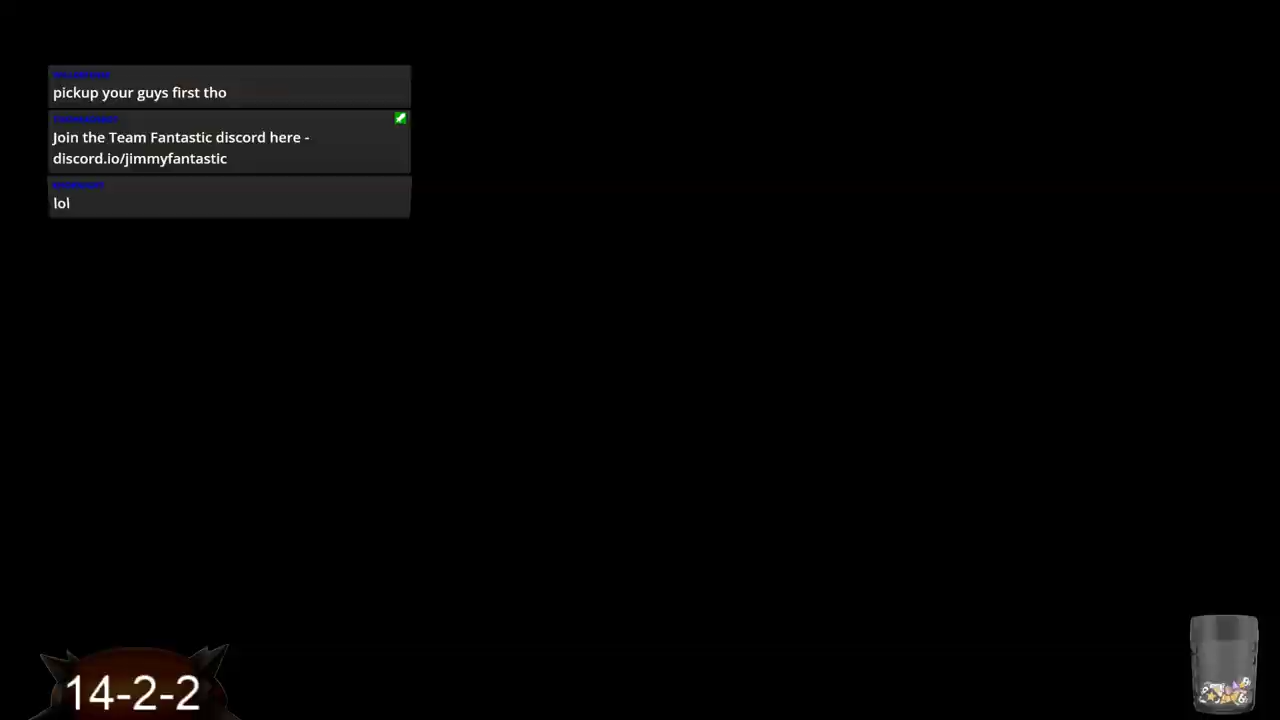 pickup your guys first tho
Join the Team Fantastic discord here -
discord.io/jimmyfantastic
lol
14-2-2